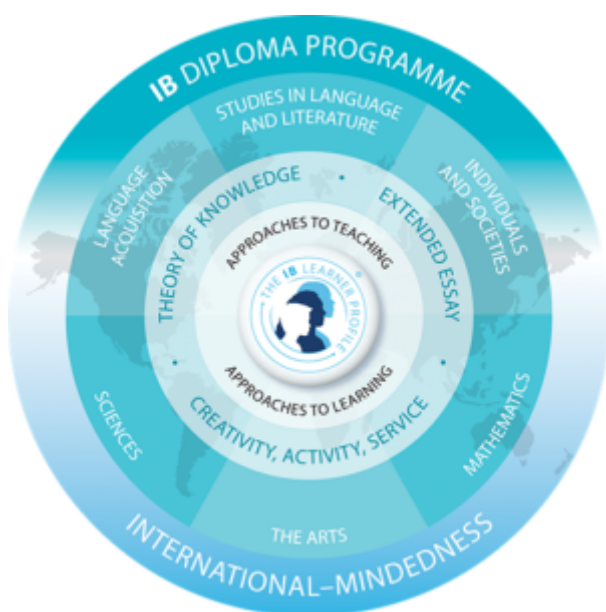 IB DIPLOMA PROGRAMME
STUDIES IN LANGUAGE
AND LITERATURE
LANGUAGE
ACQUISITION
INDIVIDUALS
AND SOCIETIES
THEORY OF KNOWLEDGE
EXTENDED ESSAY
APPROACHES TO TEACHING
THE IB LEARNER PROFILE
®
APPROACHES TO LEARNING
CREATIVITY, ACTIVITY, SERVICE
SCIENCES
MATHEMATICS
THE ARTS
INTERNATIONAL–MINDEDNESS